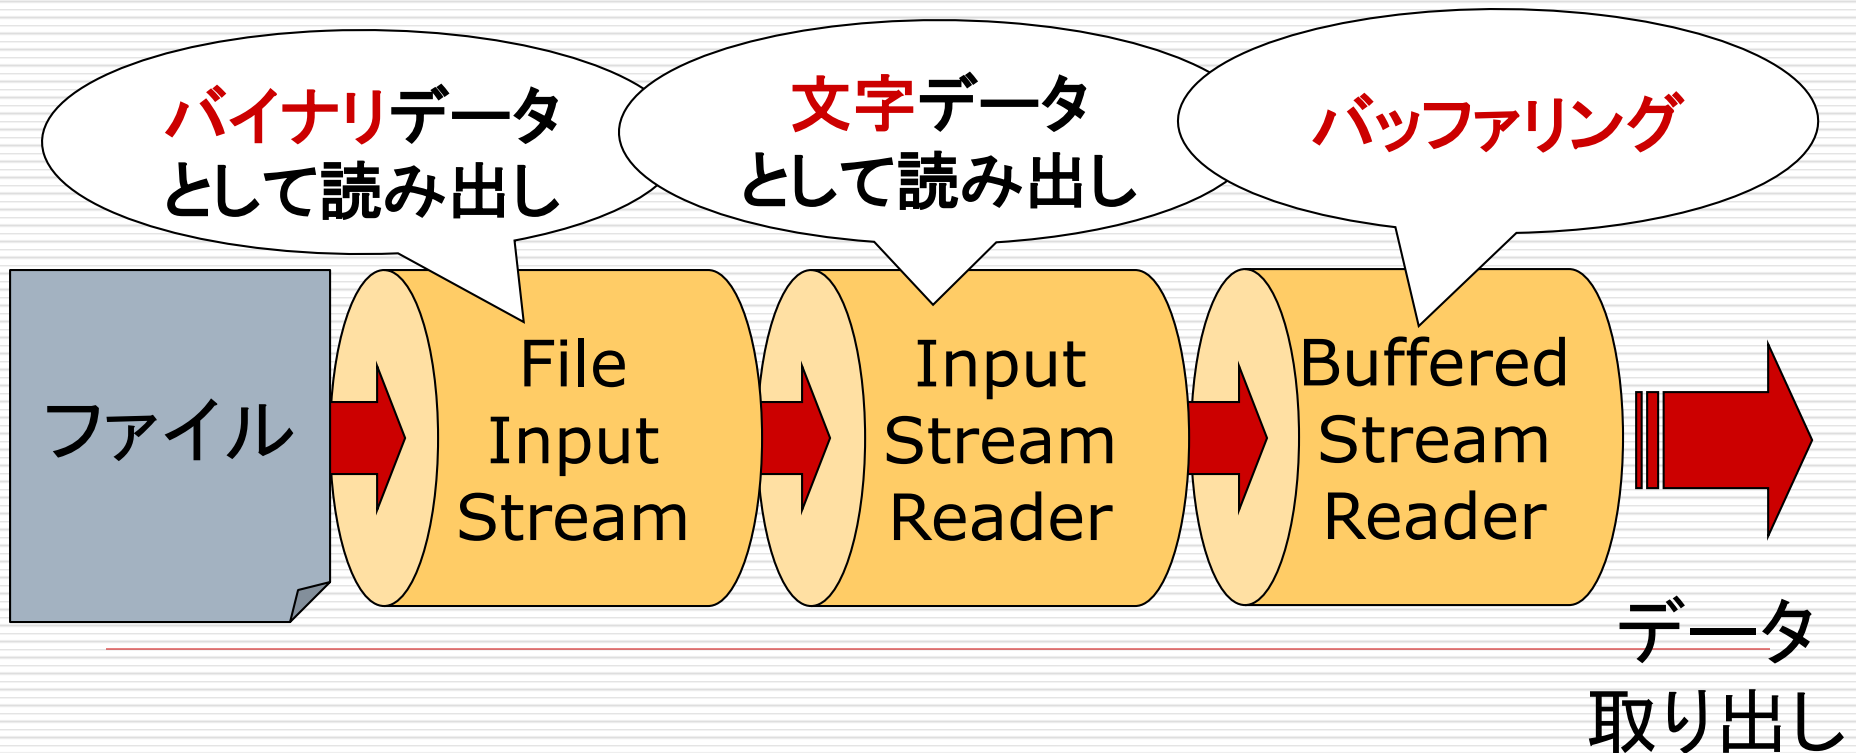 バイナリデータ
として読み出し
文字データ
として読み出し
バッファリング
ファイル
File
Input
Stream
Input
Stream
Reader
Buffered
Stream
Reader
データ
取り出し